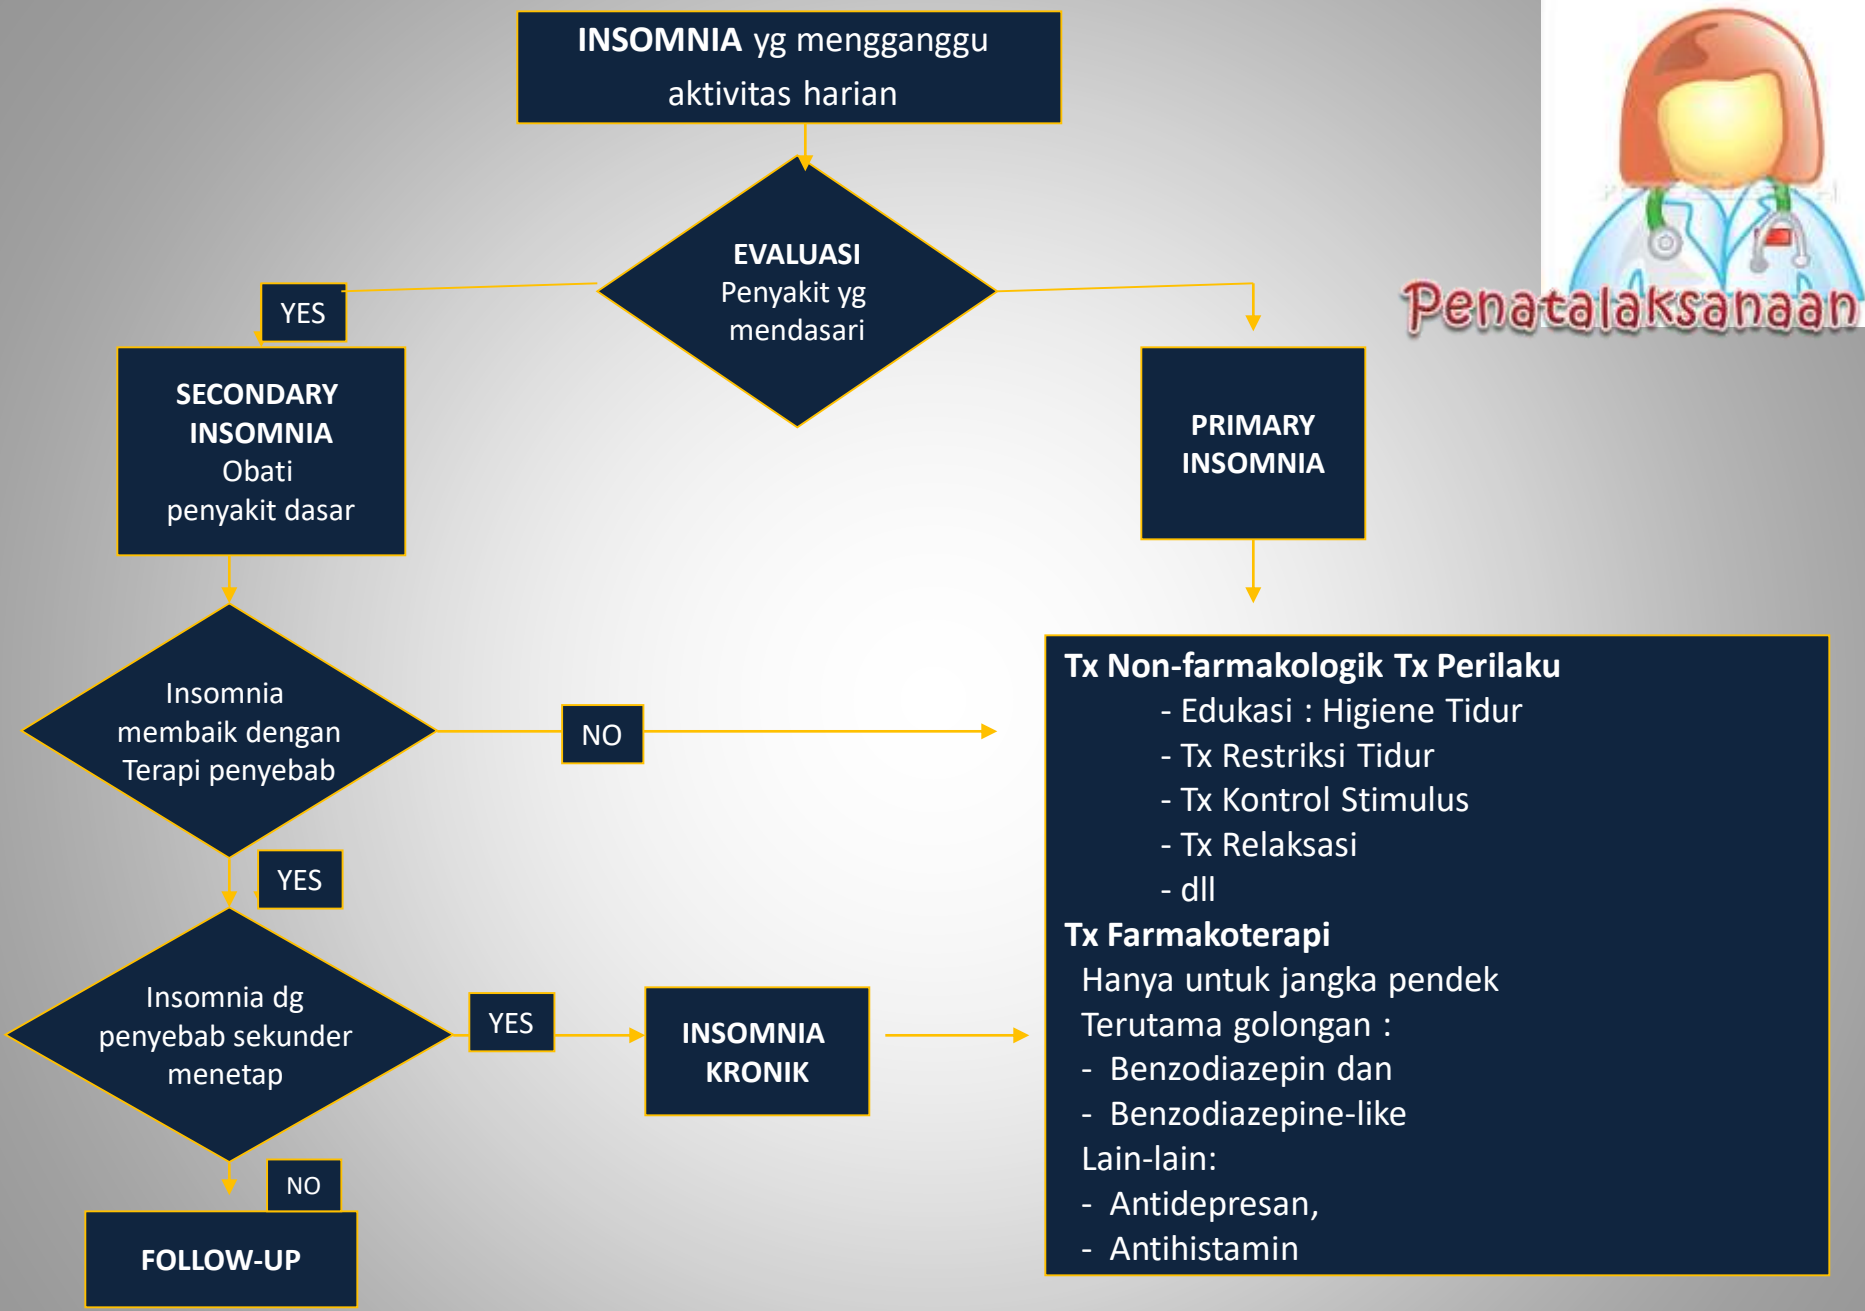 INSOMNIA yg mengganggu
aktivitas harian
Penatalaksanaan
EVALUASI
Penyakit yg
mendasari
YES
SECONDARY
INSOMNIA
Obati
penyakit dasar
PRIMARY
INSOMNIA
Insomnia
membaik dengan
Terapi penyebab
NO
YES
Insomnia dg
penyebab sekunder
menetap
YES
INSOMNIA
KRONIK
NO
FOLLOW-UP
Tx Non-farmakologik Tx Perilaku
- Edukasi : Higiene Tidur
- Tx Restriksi Tidur
- Tx Kontrol Stimulus
- Tx Relaksasi
- dll
Tx Farmakoterapi
Hanya untuk jangka pendek
Terutama golongan :
- Benzodiazepin dan
- Benzodiazepine-like
Lain-lain:
- Antidepresan,
- Antihistamin